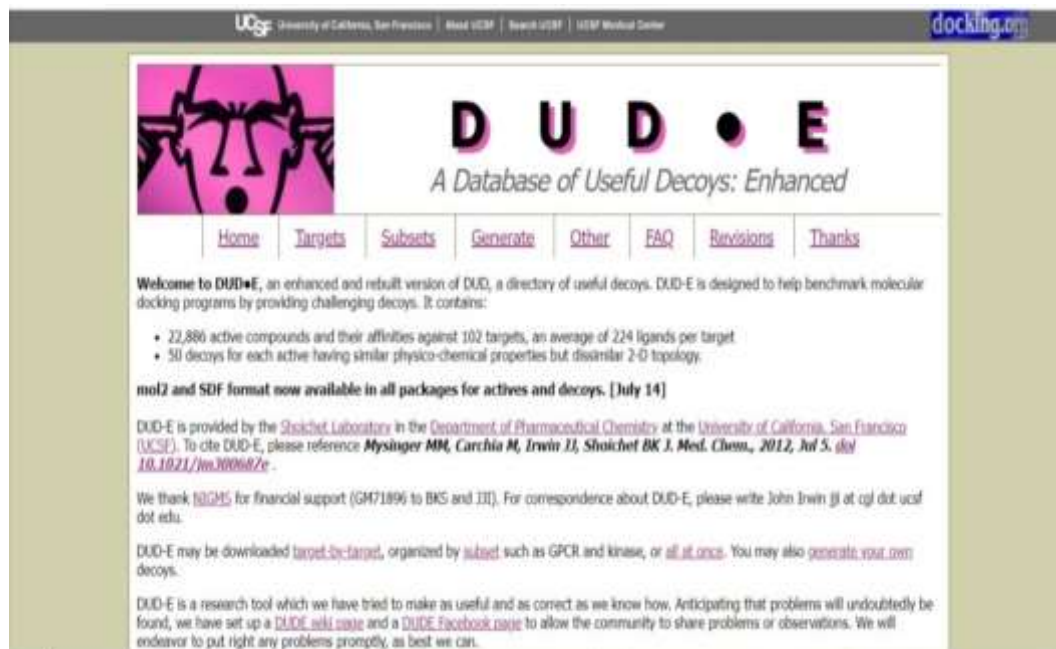 UCSF University of California, San Francisco | About UCSF | Search UCSF | UCSF Medical Center
docking.org
D U D • E
A Database of Useful Decoys: Enhanced
Home Targets Subsets Generate Other FAQ Revisions Thanks
Welcome to DUD•E, an enhanced and rebuilt version of DUD, a directory of useful decoys. DUD-E is designed to help benchmark molecular
docking programs by providing challenging decoys. It contains:
• 22,886 active compounds and their affinities against 102 targets, an average of 224 ligands per target
• 50 decoys for each active having similar physico-chemical properties but dissimilar 2-D topology.
mol2 and SDF format now available in all packages for actives and decoys. [July 14]
DUD-E is provided by the Shoichet Laboratory in the Department of Pharmaceutical Chemistry at the University of California, San Francisco
(UCSF). To cite DUD-E, please reference Mysinger MM, Carchia M, Irwin JJ, Shoichet BK J. Med. Chem., 2012, Jul 5. doi
10.1021/jm300687e .
We thank NIGMS for financial support (GM71896 to BKS and JJI). For correspondence about DUD-E, please write John Irwin jji at cgl dot ucsf
dot edu.
DUD-E may be downloaded target-by-target, organized by subset such as GPCR and kinase, or all at once. You may also generate your own
decoys.
DUD-E is a research tool which we have tried to make as useful and as correct as we know how. Anticipating that problems will undoubtedly be
found, we have set up a DUDE wiki page and a DUDE Facebook page to allow the community to share problems or observations. We will
endeavor to put right any problems promptly, as best we can.